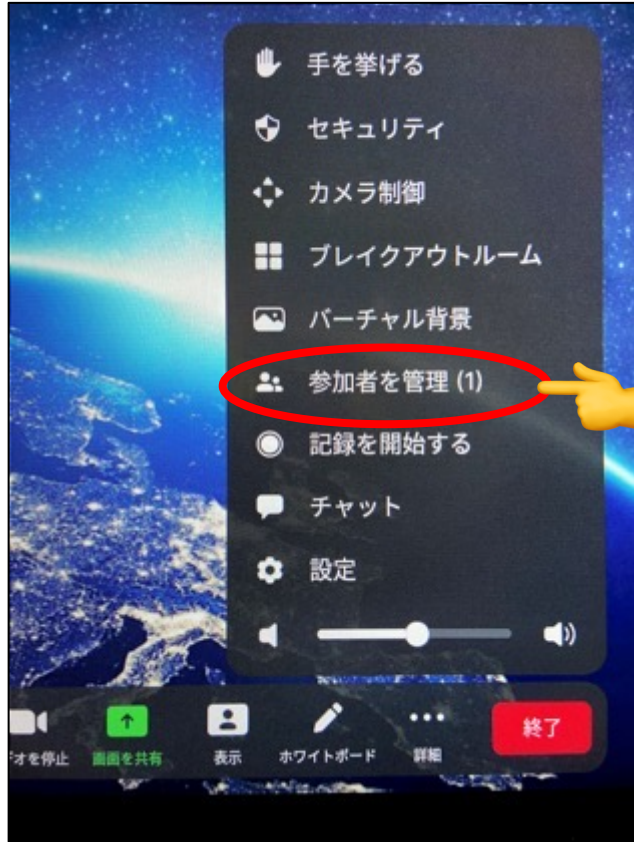 手を挙げる
セキュリティ
カメラ制御
ブレイクアウトルーム
バーチャル背景
参加者を管理 (1)
記録を開始する
チャット
設定
デオを停止
画面を共有
表示
ホワイトボード
詳細
終了